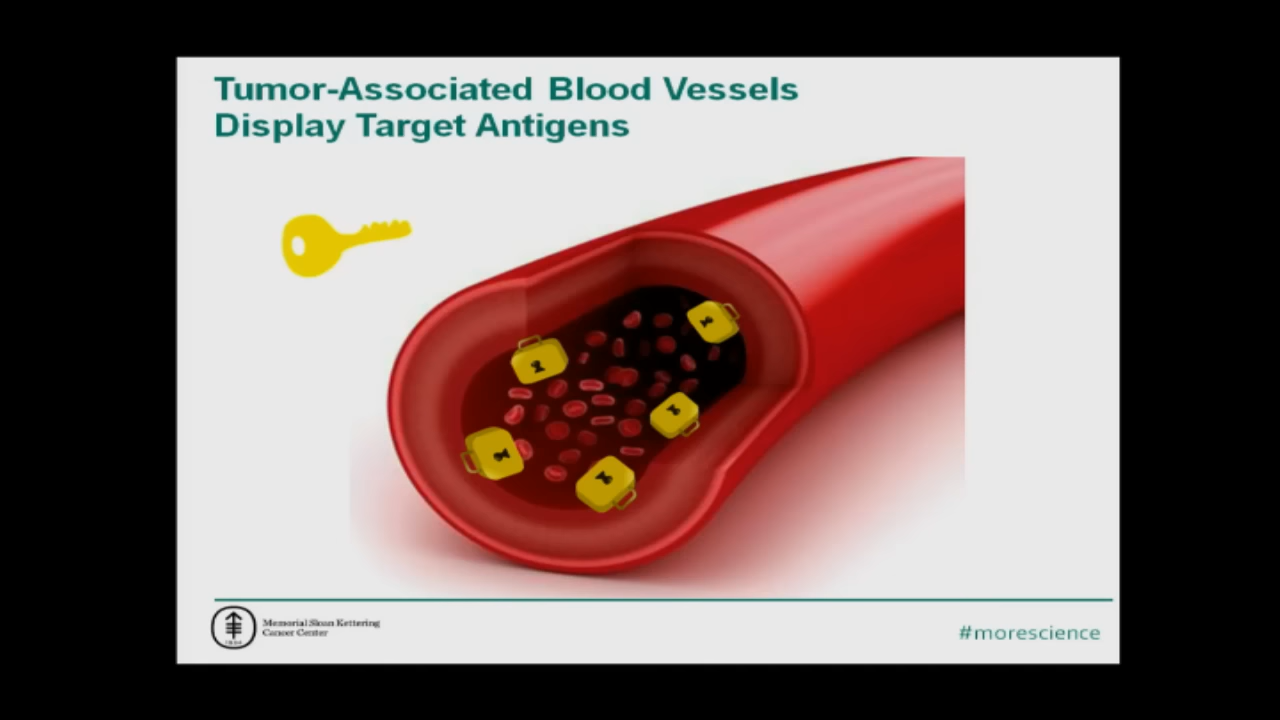 Tumor-Associated Blood Vessels
Display Target Antigens
Memorial Sloan Kettering
Cancer Center
#morescience